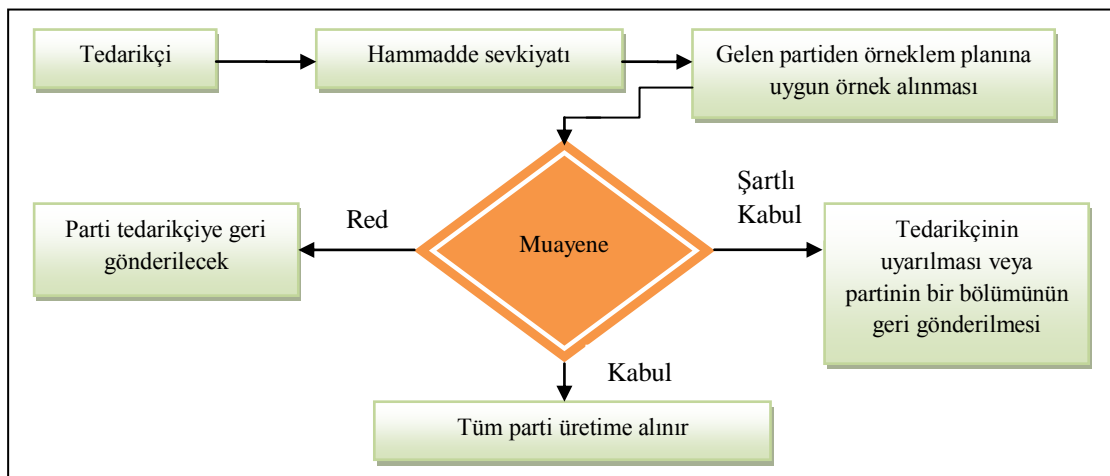 Tedarikçi
Hammadde sevkiyatı
Gelen partiden örneklem planına
uygun örnek alınması
Şartlı
Kabul
Red
Parti tedarikçiye geri
gönderilecek
Muayene
Tedarikçinin
uyarılması veya
partinin bir bölümünün
geri gönderilmesi
Kabul
Tüm parti üretime alınır